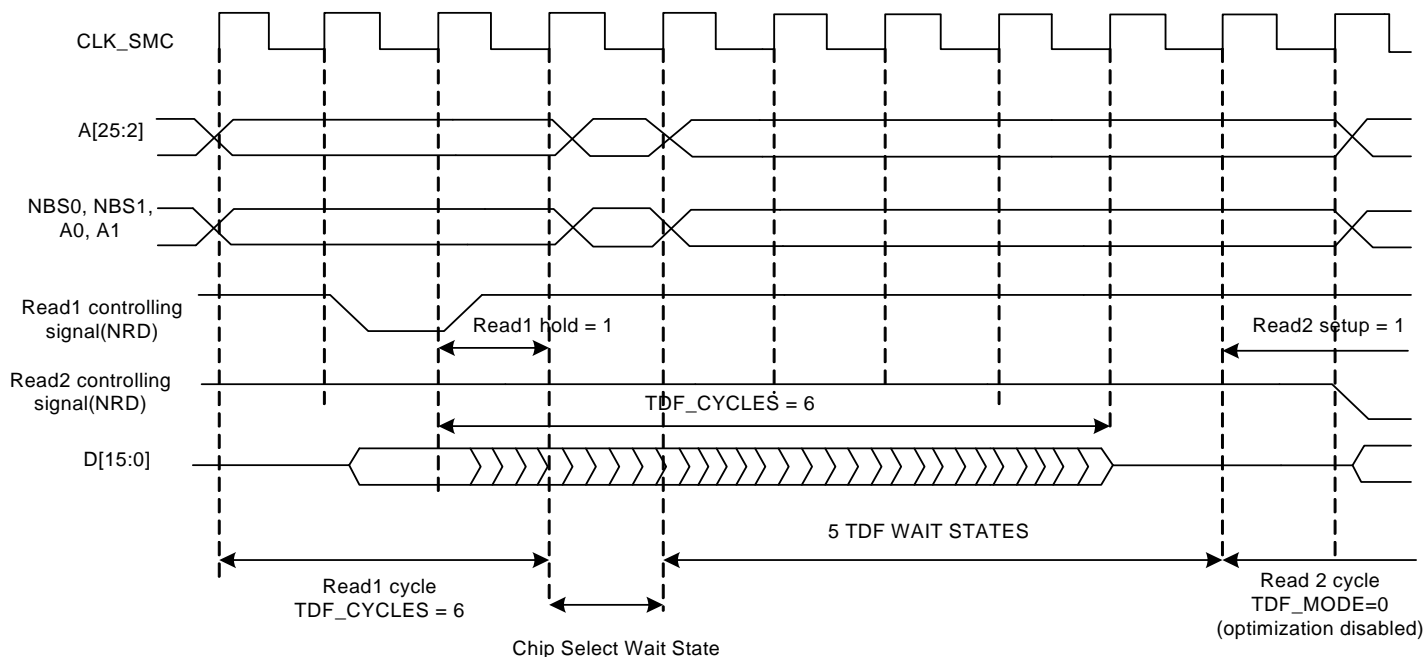 CLK_SMC
A[25:2]
NBS0, NBS1,
A0, A1
Read1 controlling
signal(NRD)
Read1 hold = 1
Read2 setup = 1
Read2 controlling
signal(NRD)
TDF_CYCLES = 6
D[15:0]
5 TDF WAIT STATES
Read1 cycle
TDF_CYCLES = 6
Chip Select Wait State
Read 2 cycle
TDF_MODE=0
(optimization disabled)